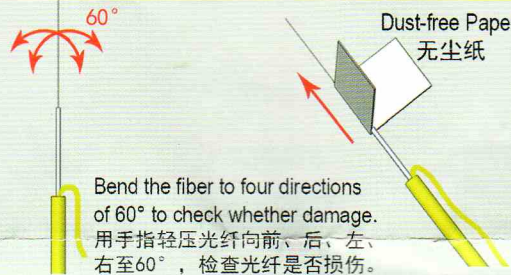 60°
Dust-free Pape
无尘纸
Bend the fiber to four directions
of 60° to check whether damage.
用手指轻压光纤向前、后、左、
右至60°，检查光纤是否损伤。